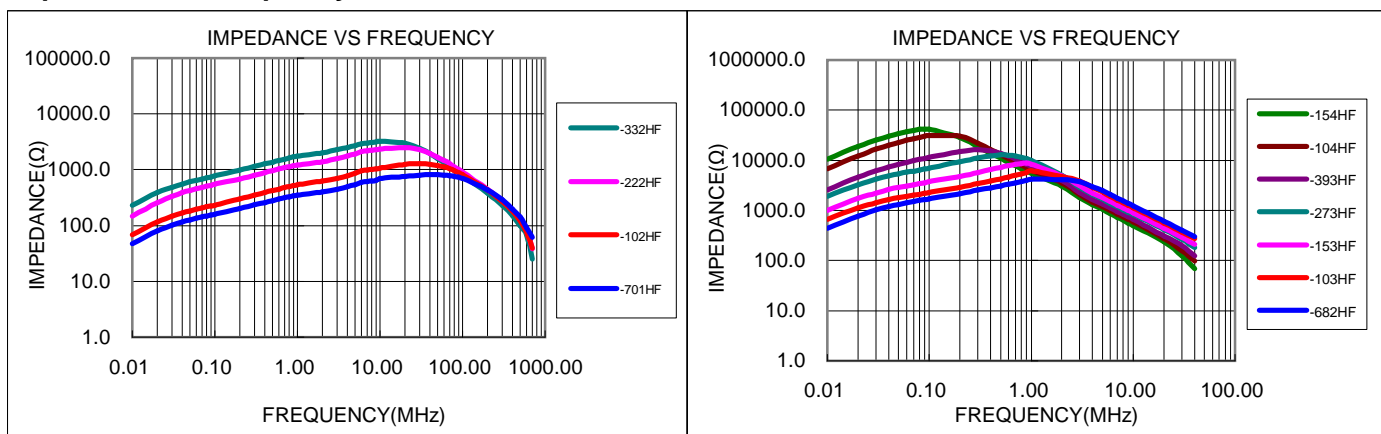 IMPEDANCE VS FREQUENCY
100000.0
10000.0
1000.0
100.0
10.0
1.0
IMPEDANCE(Ω)
0.01 0.10 1.00 10.00 100.00 1000.00
FREQUENCY(MHz)
-332HF
-222HF
-102HF
-701HF
IMPEDANCE VS FREQUENCY
1000000.0
100000.0
10000.0
1000.0
100.0
10.0
1.0
IMPEDANCE(Ω)
0.01 0.10 1.00 10.00 100.00
FREQUENCY(MHz)
-154HF
-104HF
-393HF
-273HF
-153HF
-103HF
-682HF